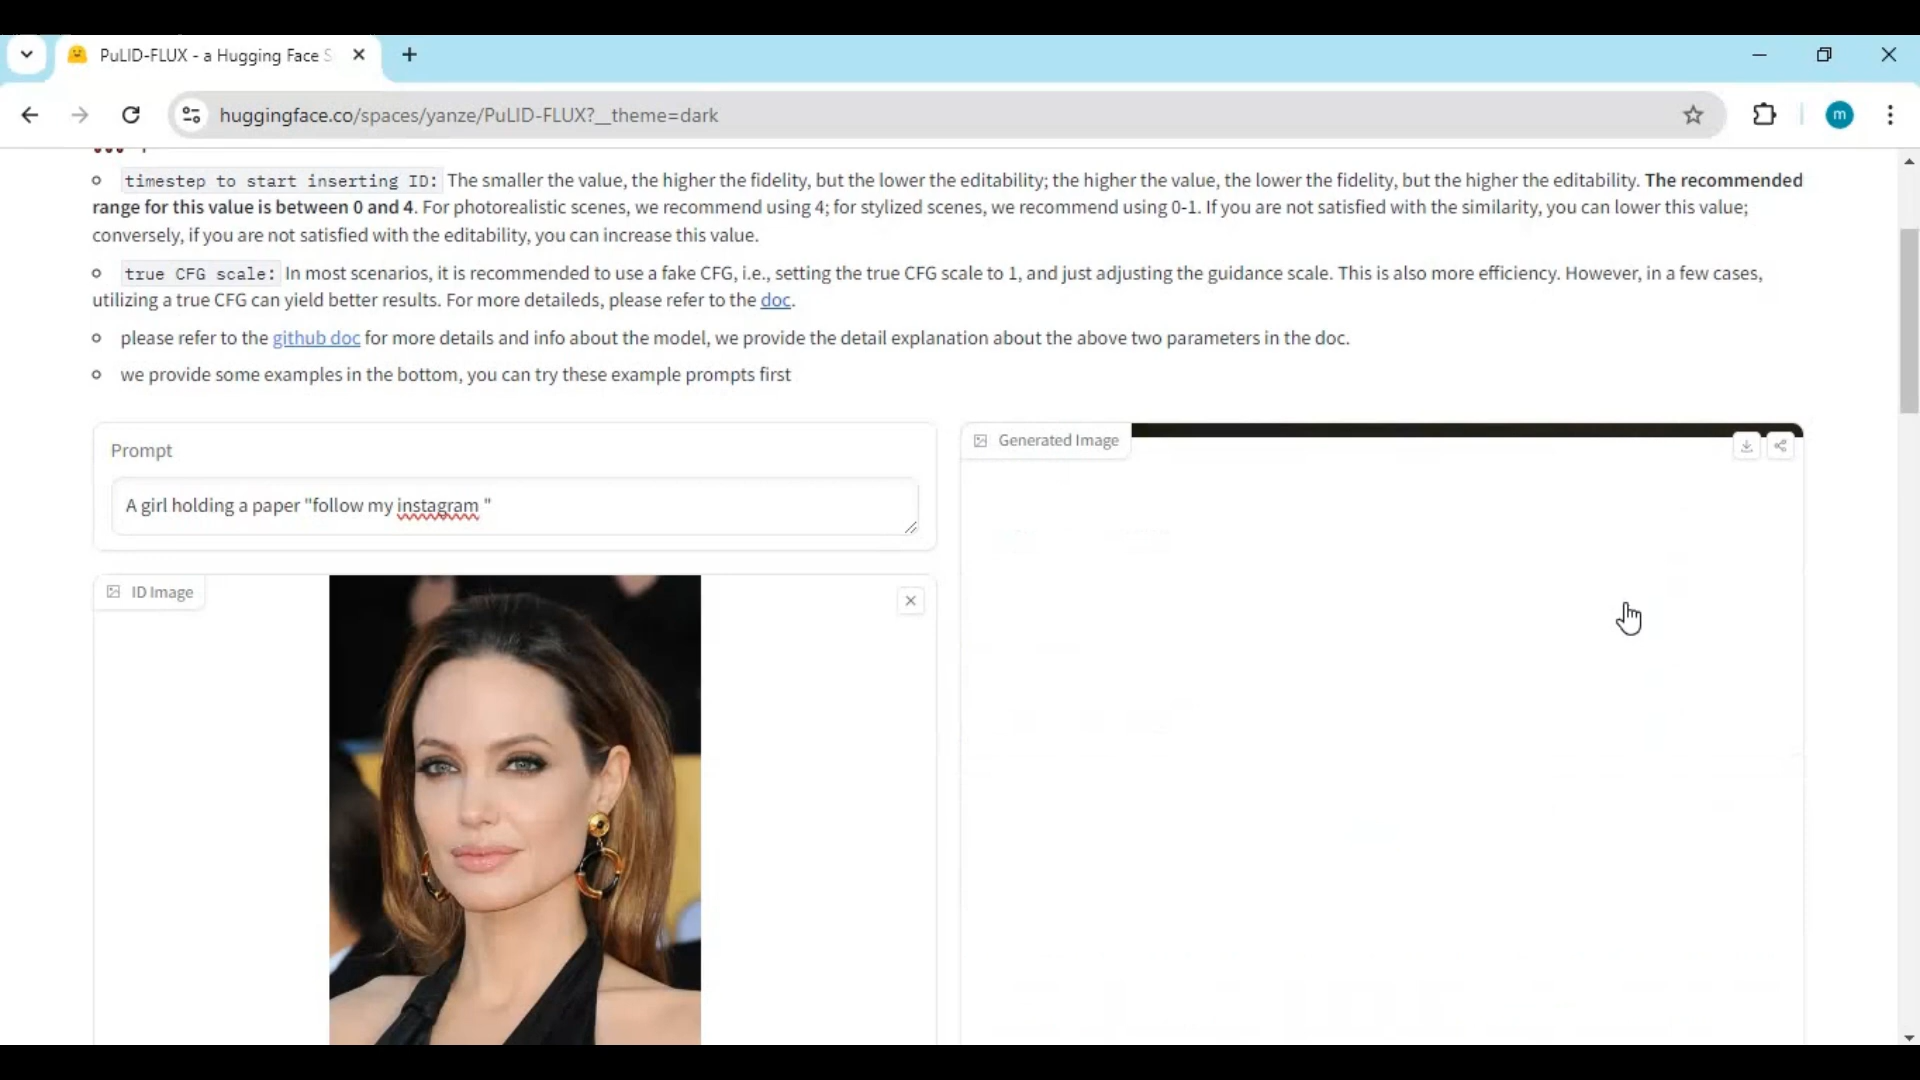 PuLID-FLUX - a Hugging Face S
huggingface.co/spaces/yanze/PuLID-FLUX?__theme=dark
timestep to start inserting ID: The smaller the value, the higher the fidelity, but the lower the editability; the higher the value, the lower the fidelity, but the higher the editability. The recommended
range for this value is between 0 and 4. For photorealistic scenes, we recommend using 4; for stylized scenes, we recommend using 0-1. If you are not satisfied with the similarity, you can lower this value;
conversely, if you are not satisfied with the editability, you can increase this value.
true CFG scale: In most scenarios, it is recommended to use a fake CFG, i.e., setting the true CFG scale to 1, and just adjusting the guidance scale. This is also more efficiency. However, in a few cases,
utilizing a true CFG can yield better results. For more detaileds, please refer to the doc.
please refer to the github doc for more details and info about the model, we provide the detail explanation about the above two parameters in the doc.
we provide some examples in the bottom, you can try these example prompts first
Prompt
A girl holding a paper "follow my instagram "
ID Image
Generated Image
m